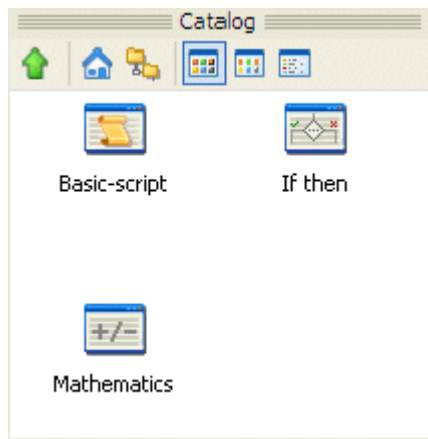 Catalog
Basic-script
If then
+/-
Mathematics